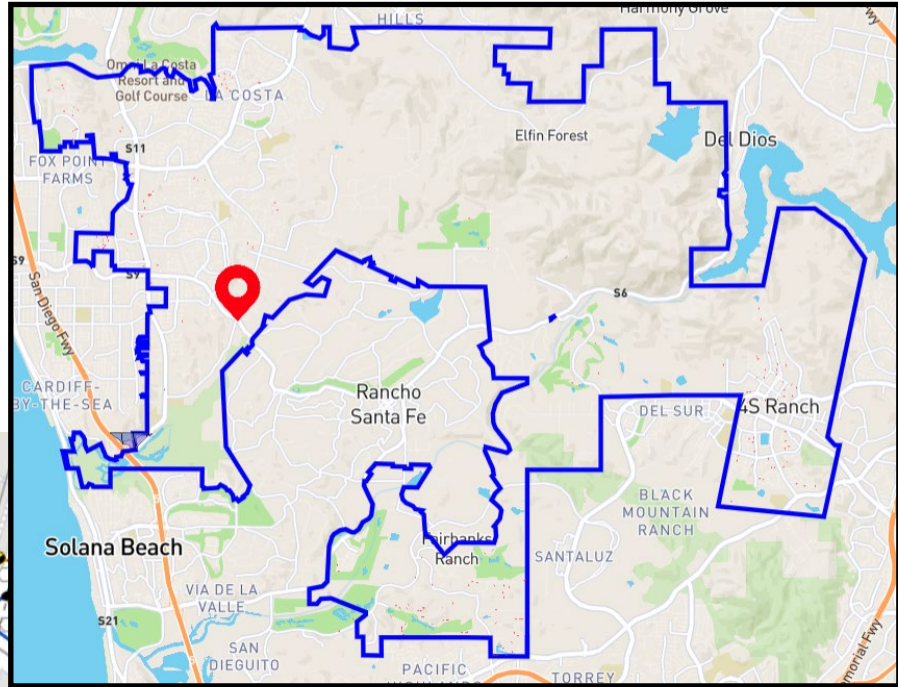 HILLS
Harmony Grove
Omni La Costa
Resort and
Golf Course
LA COSTA
S11
Elfin Forest
Del Dios
FOX POINT
FARMS
S9
S9
S6
San Diego Fwy
CARDIFF-
BY-THE-SEA
Rancho
Santa Fe
DEL SUR
4S Ranch
BLACK
MOUNTAIN
RANCH
Solana Beach
Fairbanks
Ranch
SANTALUZ
VIA DE LA
VALLE
S21
SAN
DIEGUITO
PACIFIC
TORREY